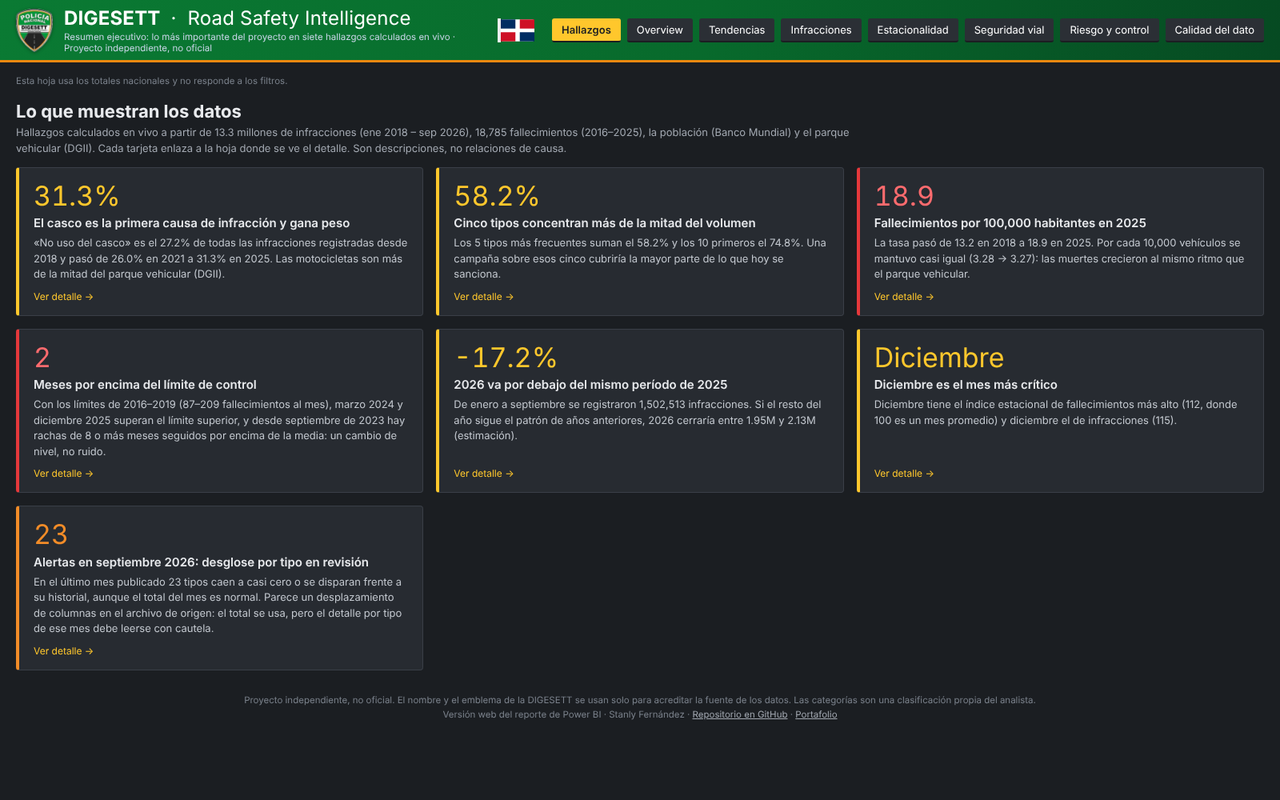 POLICIA
NACIONAL
DIGESETT
DIGESETT · Road Safety Intelligence
Resumen ejecutivo: lo más importante del proyecto en siete hallazgos calculados en vivo ·
Proyecto independiente, no oficial
Hallazgos
Overview
Tendencias
Infracciones
Estacionalidad
Seguridad vial
Riesgo y control
Calidad del dato
Esta hoja usa los totales nacionales y no responde a los filtros.
Lo que muestran los datos
Hallazgos calculados en vivo a partir de 13.3 millones de infracciones (ene 2018 – sep 2026), 18,785 fallecimientos (2016–2025), la población (Banco Mundial) y el parque
vehicular (DGII). Cada tarjeta enlaza a la hoja donde se ve el detalle. Son descripciones, no relaciones de causa.
31.3%
El casco es la primera causa de infracción y gana peso
«No uso del casco» es el 27.2% de todas las infracciones registradas desde
2018 y pasó de 26.0% en 2021 a 31.3% en 2025. Las motocicletas son más
de la mitad del parque vehicular (DGII).
Ver detalle →
58.2%
Cinco tipos concentran más de la mitad del volumen
Los 5 tipos más frecuentes suman el 58.2% y los 10 primeros el 74.8%. Una
campaña sobre esos cinco cubriría la mayor parte de lo que hoy se
sanciona.
Ver detalle →
18.9
Fallecimientos por 100,000 habitantes en 2025
La tasa pasó de 13.2 en 2018 a 18.9 en 2025. Por cada 10,000 vehículos se
mantuvo casi igual (3.28 → 3.27): las muertes crecieron al mismo ritmo que
el parque vehicular.
Ver detalle →
2
Meses por encima del límite de control
Con los límites de 2016–2019 (87–209 fallecimientos al mes), marzo 2024 y
diciembre 2025 superan el límite superior, y desde septiembre de 2023 hay
rachas de 8 o más meses seguidos por encima de la media: un cambio de
nivel, no ruido.
Ver detalle →
-17.2%
2026 va por debajo del mismo período de 2025
De enero a septiembre se registraron 1,502,513 infracciones. Si el resto del
año sigue el patrón de años anteriores, 2026 cerraría entre 1.95M y 2.13M
(estimación).
Ver detalle →
Diciembre
Diciembre es el mes más crítico
Diciembre tiene el índice estacional de fallecimientos más alto (112, donde
100 es un mes promedio) y diciembre el de infracciones (115).
Ver detalle →
23
Alertas en septiembre 2026: desglose por tipo en revisión
En el último mes publicado 23 tipos caen a casi cero o se disparan frente a
su historial, aunque el total del mes es normal. Parece un desplazamiento
de columnas en el archivo de origen: el total se usa, pero el detalle por tipo
de ese mes debe leerse con cautela.
Ver detalle →
Proyecto independiente, no oficial. El nombre y el emblema de la DIGESETT se usan solo para acreditar la fuente de los datos. Las categorías son una clasificación propia del analista.
Versión web del reporte de Power BI · Stanly Fernández · Repositorio en GitHub · Portafolio